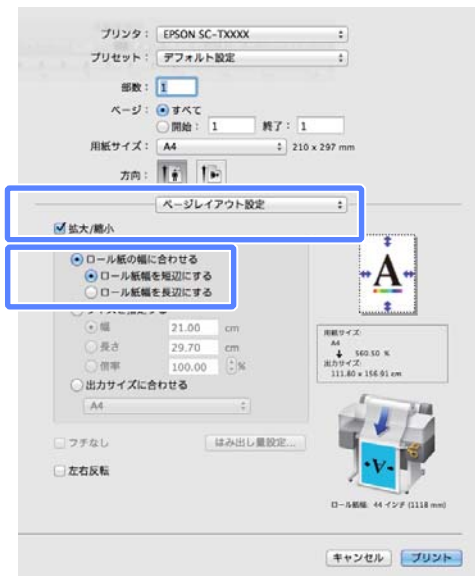 プリンタ： EPSON SC-TXXXX
プリセット： デフォルト設定
部数： 1
ページ： すべて
開始： 1 終了： 1
用紙サイズ： A4 210 x 297 mm
方向：
ページレイアウト設定
拡大/縮小
ロール紙の幅に合わせる
ロール紙幅を短辺にする
ロール紙幅を長辺にする
幅 21.00 cm
長さ 29.70 cm
倍率 100.00 %
出力サイズに合わせる
A4
フチなし はみ出し量設定...
左右反転
A
用紙サイズ:
A4
560.50 %
出力サイズ:
111.80 x 156.91 cm
ロール紙幅: 44 インチ (1118 mm)
キャンセル プリント